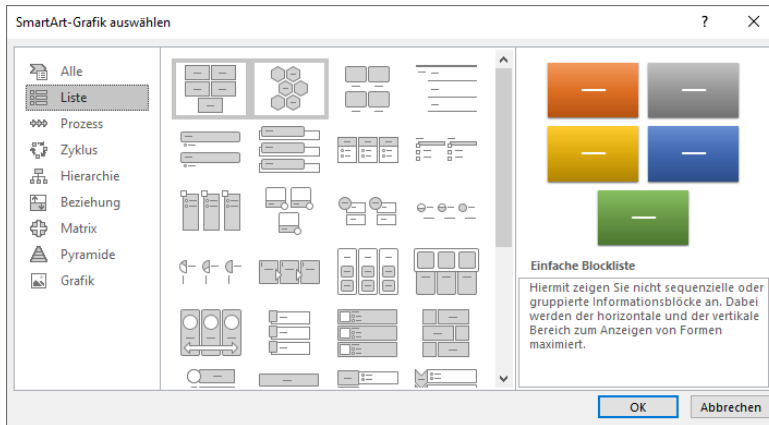 SmartArt-Grafik auswählen
?
Alle
Liste
Prozess
Zyklus
Hierarchie
Beziehung
Matrix
Pyramide
Grafik
Einfache Blockliste
Hiermit zeigen Sie nicht sequenzielle oder
gruppierte Informationsblöcke an. Dabei
werden der horizontale und der vertikale
Bereich zum Anzeigen von Formen
maximiert.
OK
Abbrechen